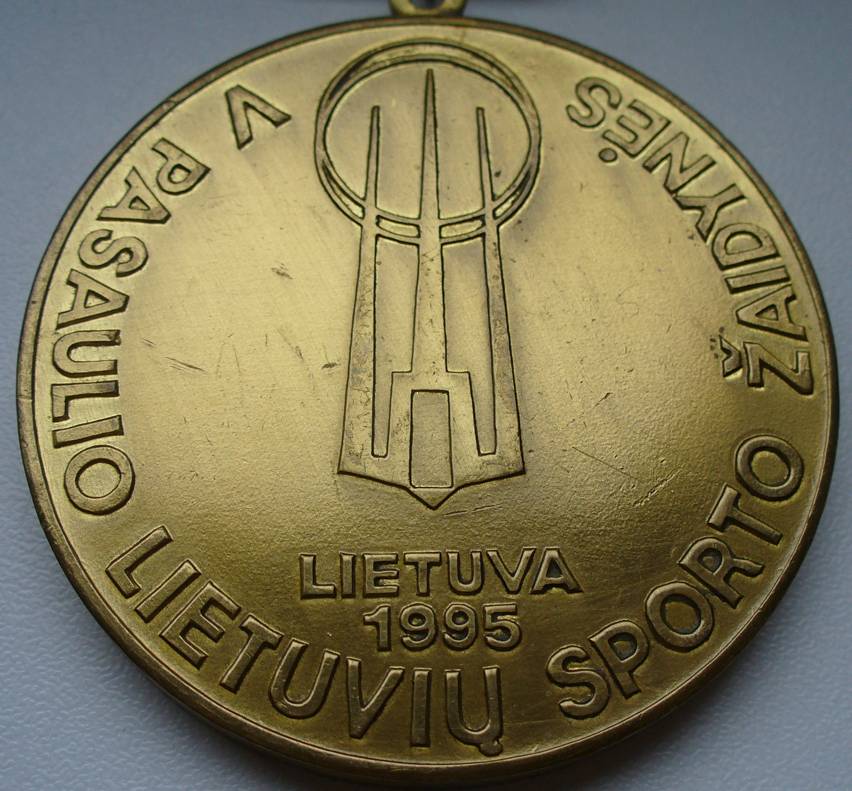 V PASAULIO LIETUVIŲ SPORTO ŽAIDYNĖS
LIETUVA
1995